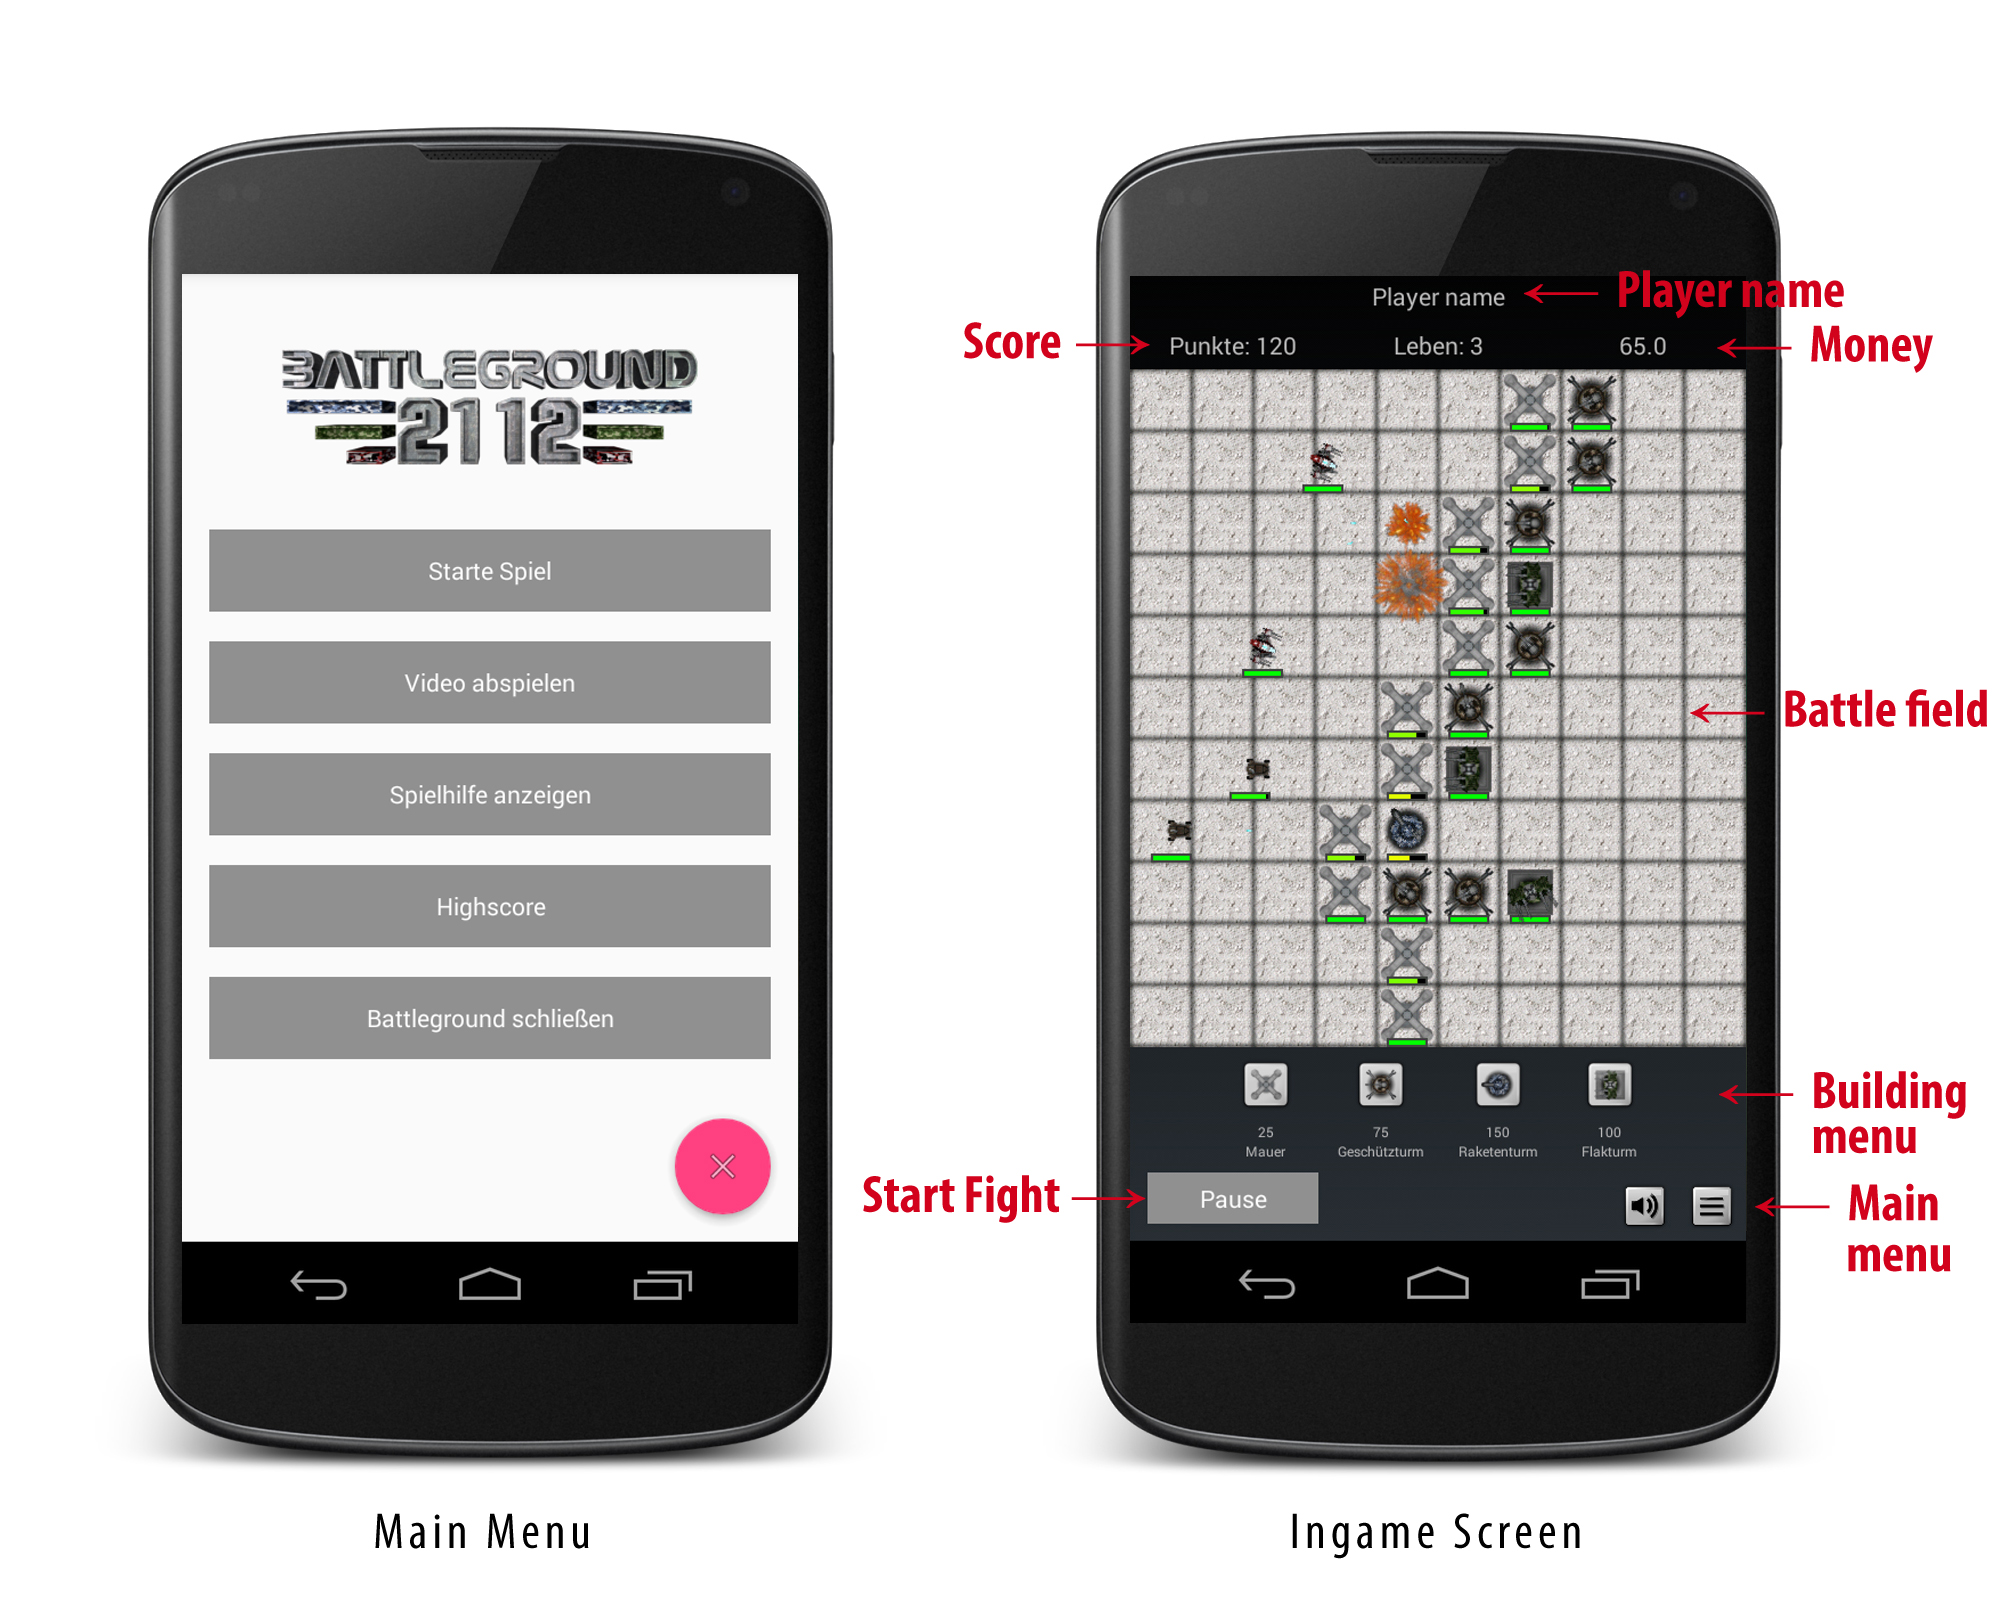 BATTLEGROUND
2112
Starte Spiel
Video abspielen
Spielhilfe anzeigen
Highscore
Battleground schließen
Main Menu
Player name
Player name
Score
Punkte: 120
Leben: 3
65.0
Money
Battle field
25
Mauer
75
Geschützturm
150
Raketenturm
100
Flakturm
Building
menu
Start Fight
Pause
Main
menu
Ingame Screen